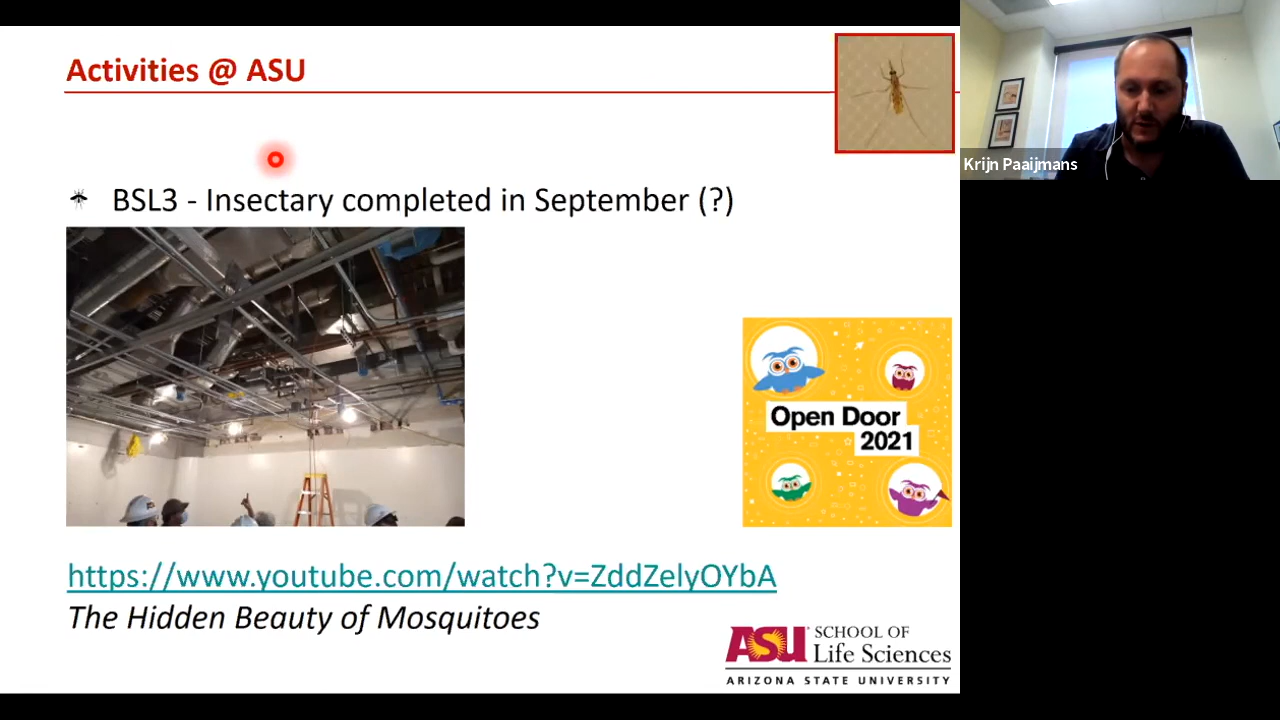 Activities @ ASU
BSL3 - Insectary completed in September (?)
Krijn Paaijmans
Open Door
2021
https://www.youtube.com/watch?v=ZddZelyOYbA
The Hidden Beauty of Mosquitoes
ASU SCHOOL OF
Life Sciences
ARIZONA STATE UNIVERSITY